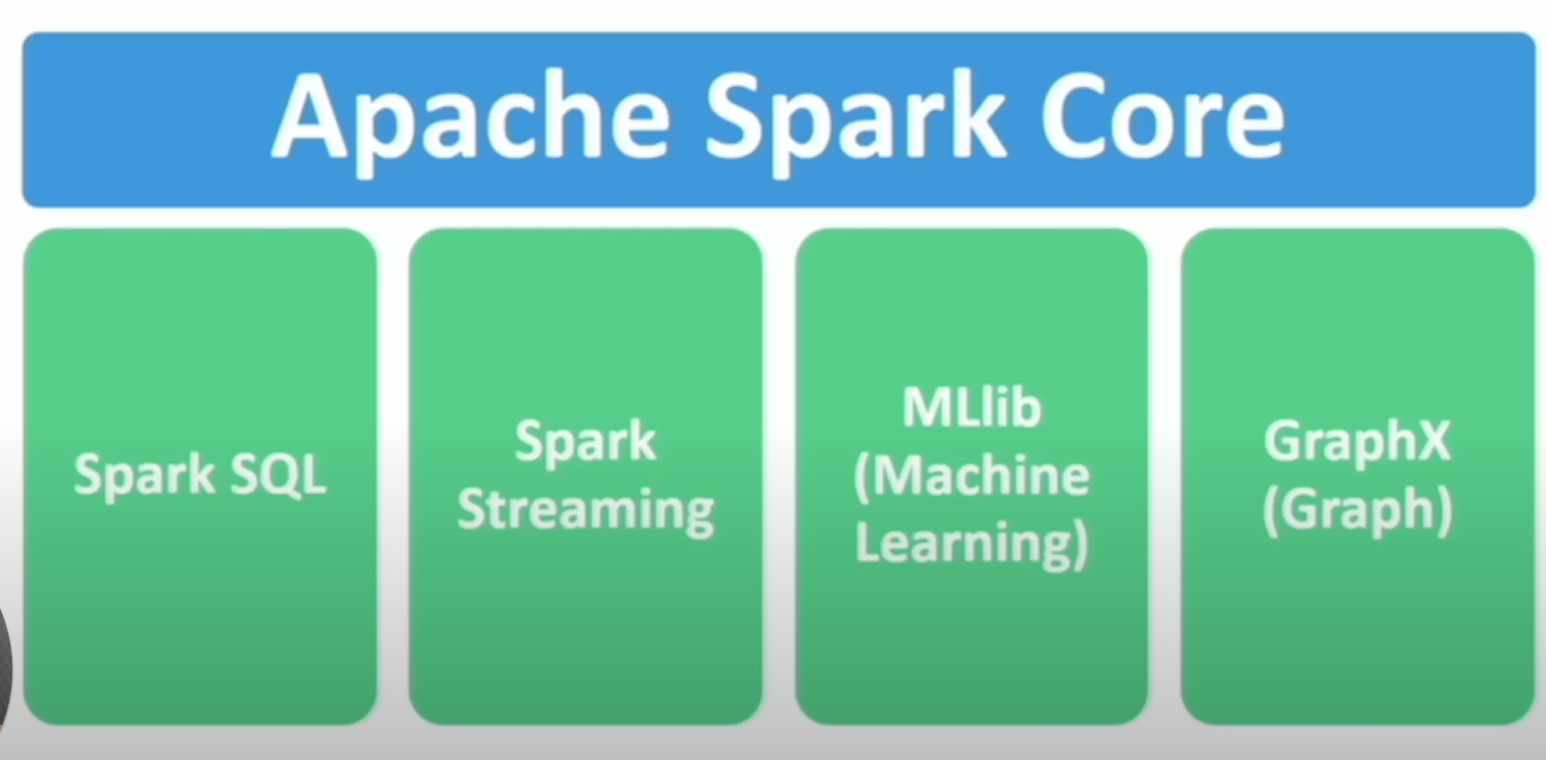 Apache Spark Core
Spark SQL
Spark
Streaming
MLlib
(Machine
Learning)
GraphX
(Graph)